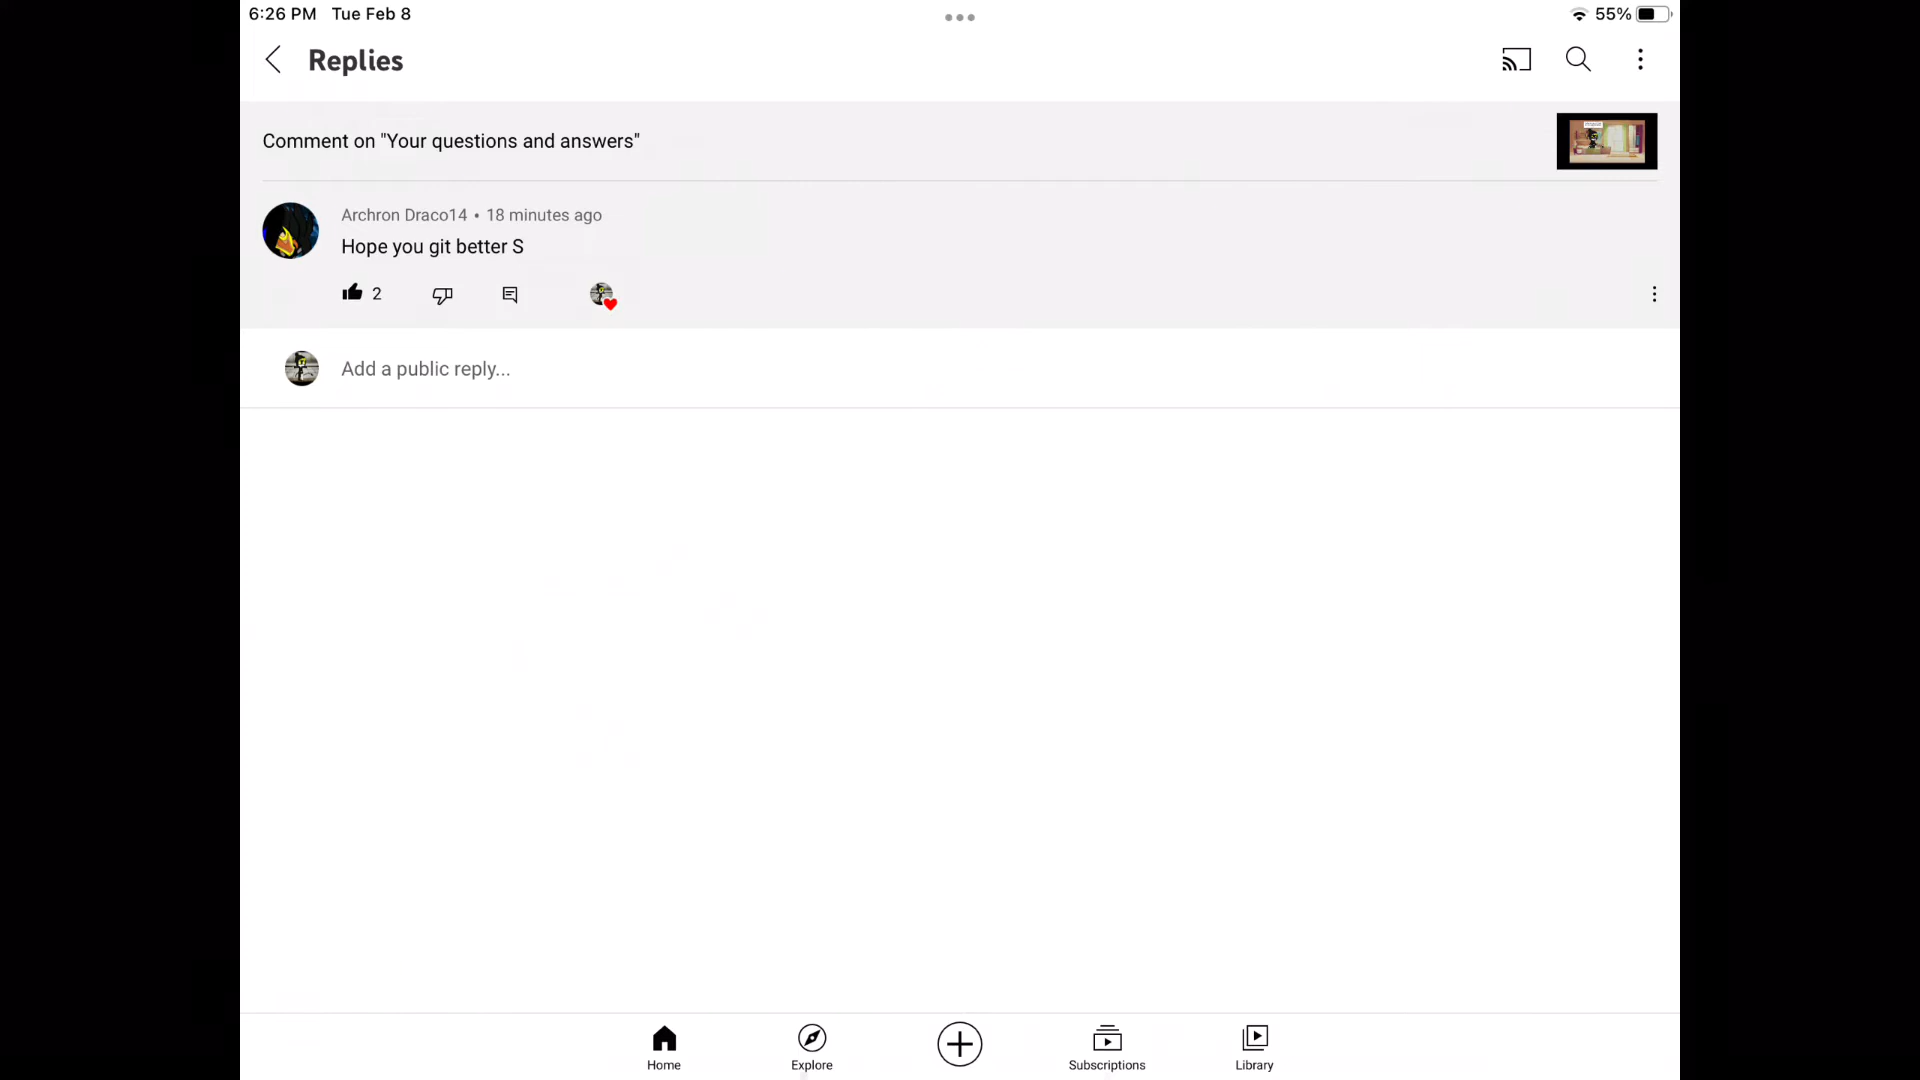 6:26 PM Tue Feb 8
55%
Replies
Comment on "Your questions and answers"
Archron Draco14 • 18 minutes ago
Hope you git better S
2
Add a public reply...
Home
Explore
Subscriptions
Library